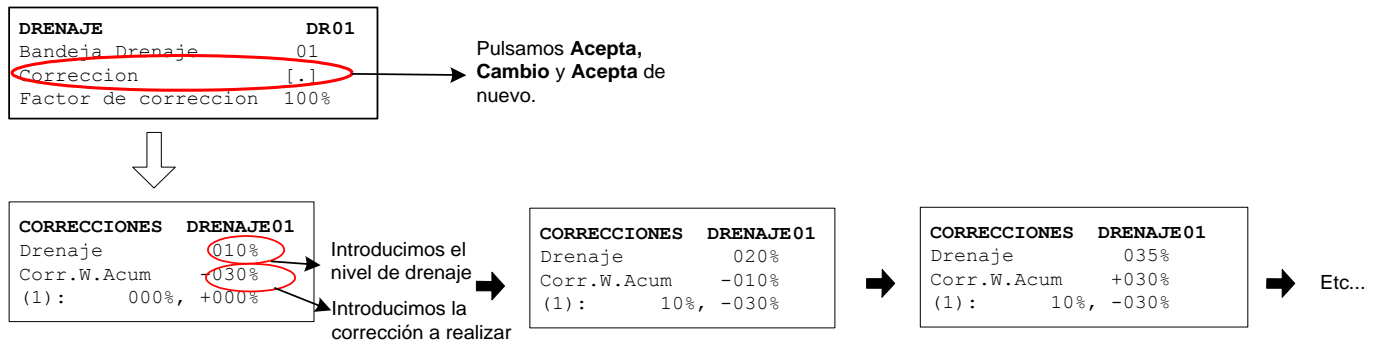 DRENAJE DR01
Bandeja Drenaje 01
Correccion [.]
Factor de correccion 100%
Pulsamos Acepta,
Cambio y Acepta de
nuevo.
CORRECCIONES DRENAJE01
Drenaje 010%
Corr.W.Acum -030%
(1): 000%, +000%
Introducimos el
nivel de drenaje
Introducimos la
corrección a realizar
CORRECCIONES DRENAJE01
Drenaje 020%
Corr.W.Acum -010%
(1): 10%, -030%
CORRECCIONES DRENAJE01
Drenaje 035%
Corr.W.Acum +030%
(1): 10%, -030%
Etc...